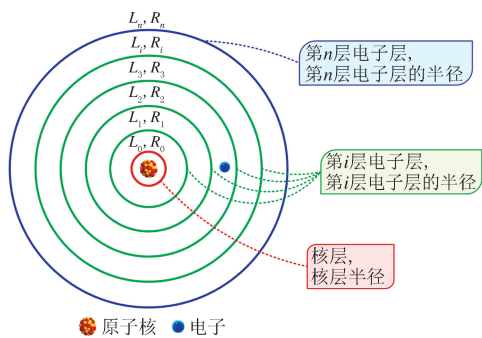 Lₙ, Rₙ
Lᵢ, Rᵢ
L₃, R₃
L₂, R₂
L₁, R₁
L₀, R₀
第n层电子层,
第n层电子层的半径
第i层电子层,
第i层电子层的半径
核层,
核层半径
原子核 电子